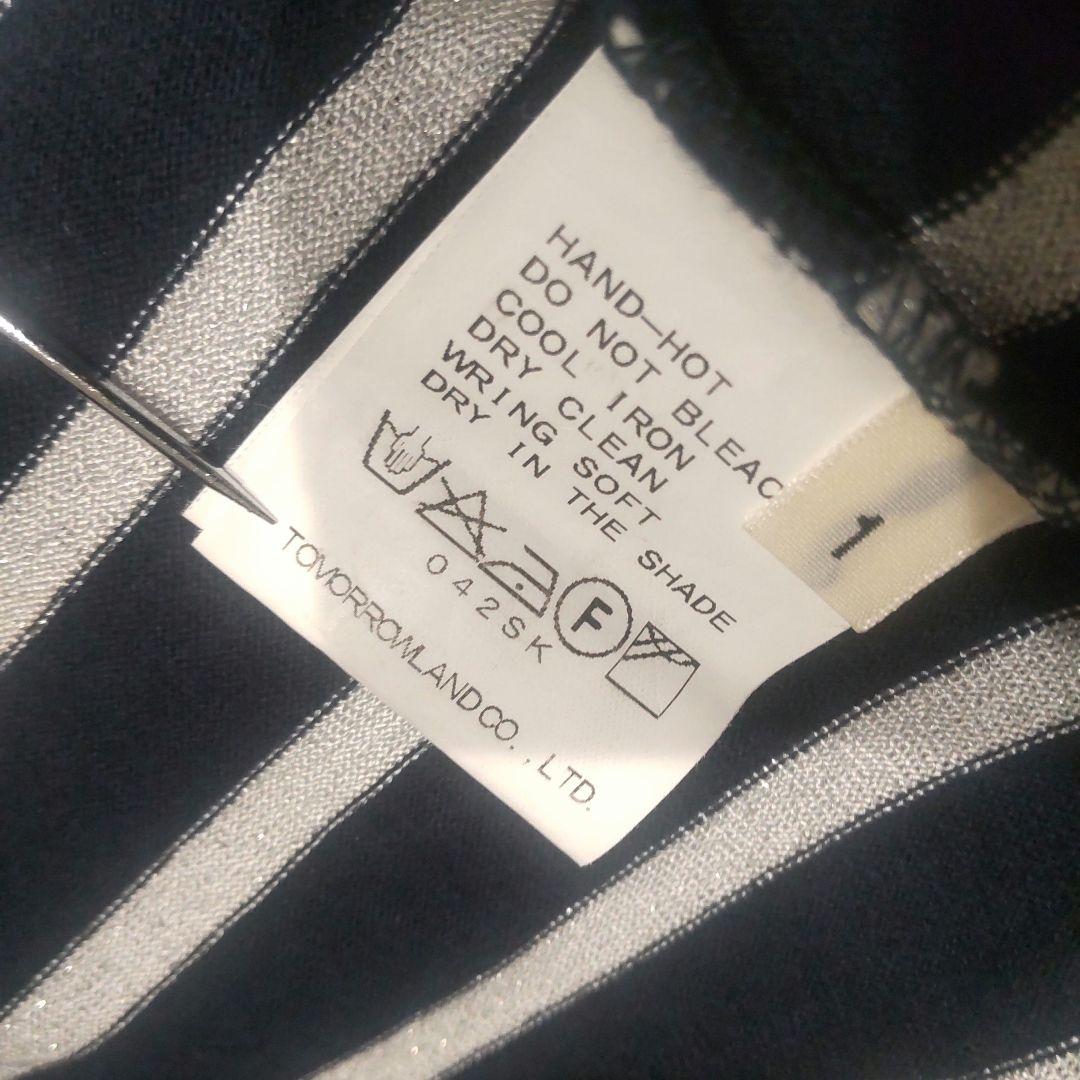 HAND-HOT
DO NOT BLEAC
COOL IRON
DRY CLEAN
WRING SOFT
DRY IN THE SHADE
F
042SK
TOMORROWLAND CO.,LTD.
1